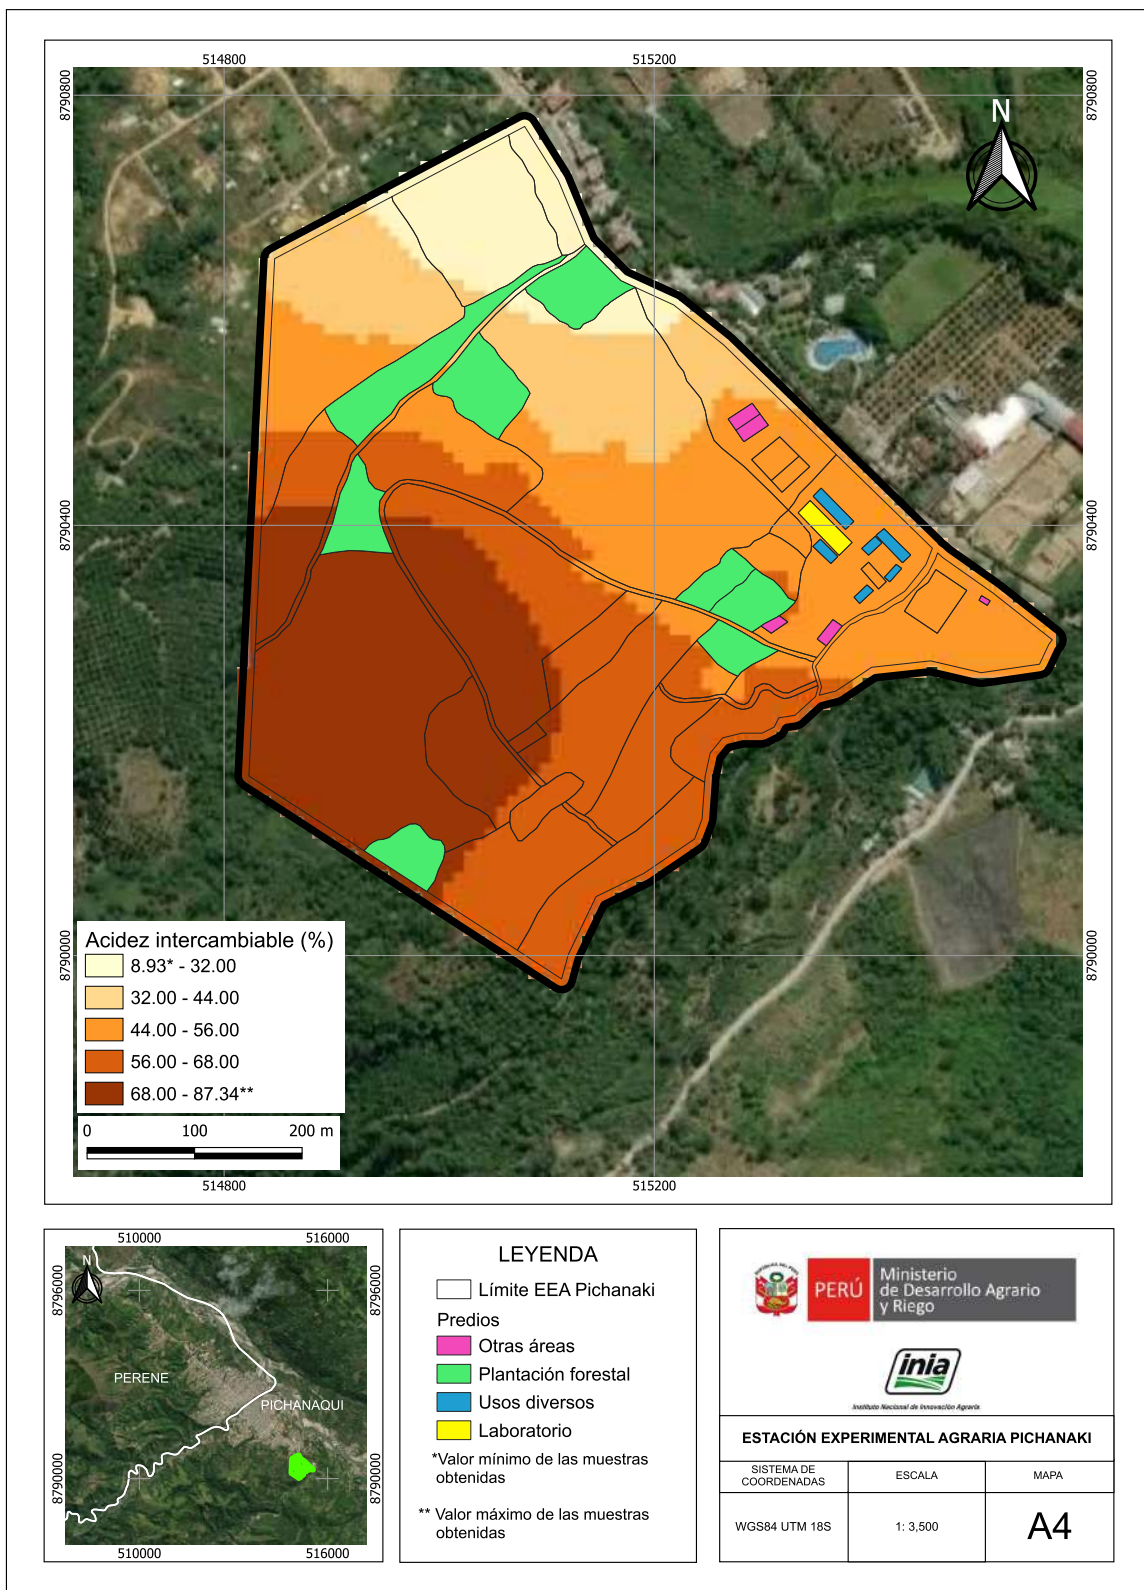 514800
515200
8790800
8790800
N
8790400
8790400
8790000
8790000
Acidez intercambiable (%)
8.93* - 32.00
32.00 - 44.00
44.00 - 56.00
56.00 - 68.00
68.00 - 87.34**
0 100 200 m
514800
515200
510000
516000
N
8796000
8796000
PERENE
PICHANAQUI
8790000
8790000
510000
516000
LEYENDA
Límite EEA Pichanaki
Predios
Otras áreas
Plantación forestal
Usos diversos
Laboratorio
*Valor mínimo de las muestras
obtenidas
** Valor máximo de las muestras
obtenidas
REPÚBLICA DEL PERÚ
PERÚ
Ministerio
de Desarrollo Agrario
y Riego
inia
Instituto Nacional de Innovación Agraria
ESTACIÓN EXPERIMENTAL AGRARIA PICHANAKI
SISTEMA DE
COORDENADAS
ESCALA
MAPA
WGS84 UTM 18S
1: 3,500
A4